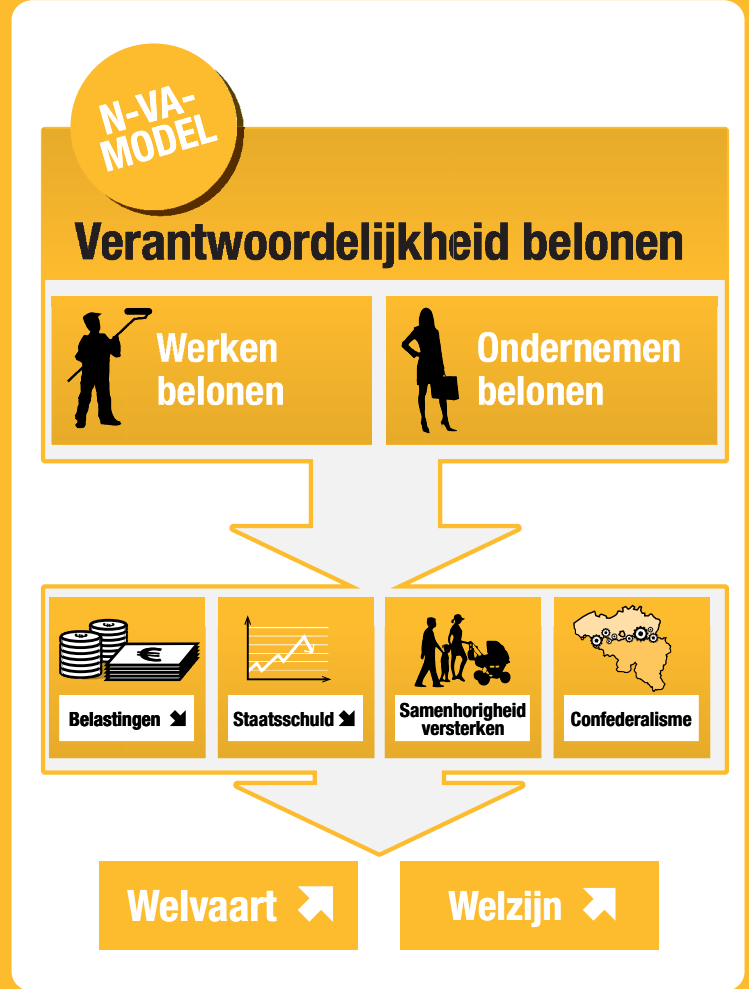 N-VA-
MODEL
Verantwoordelijkheid belonen
Werken
belonen
Ondernemen
belonen
€
Belastingen
Staatsschuld
Samenhorigheid
versterken
Confederalisme
Welvaart
Welzijn